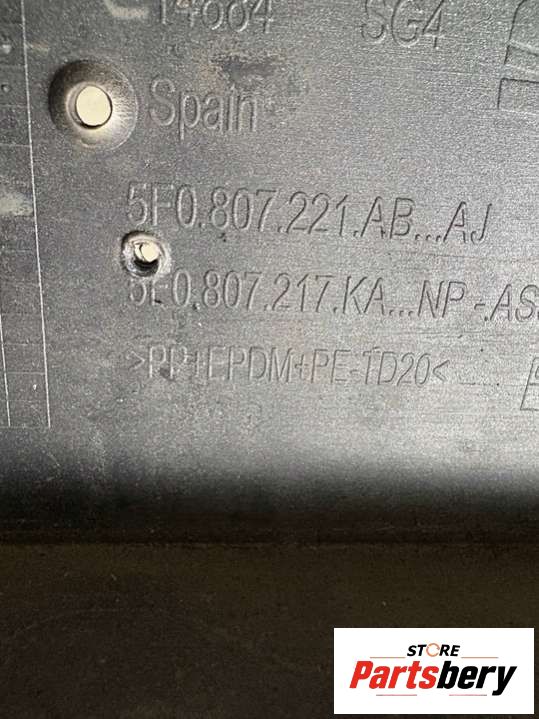 14664 SG4
Spain
5F0.807.221.AB...AJ
5F0.807.217.KA...NP-.AS
>PP+EPDM+PE-TD20<
STORE
Partsbery